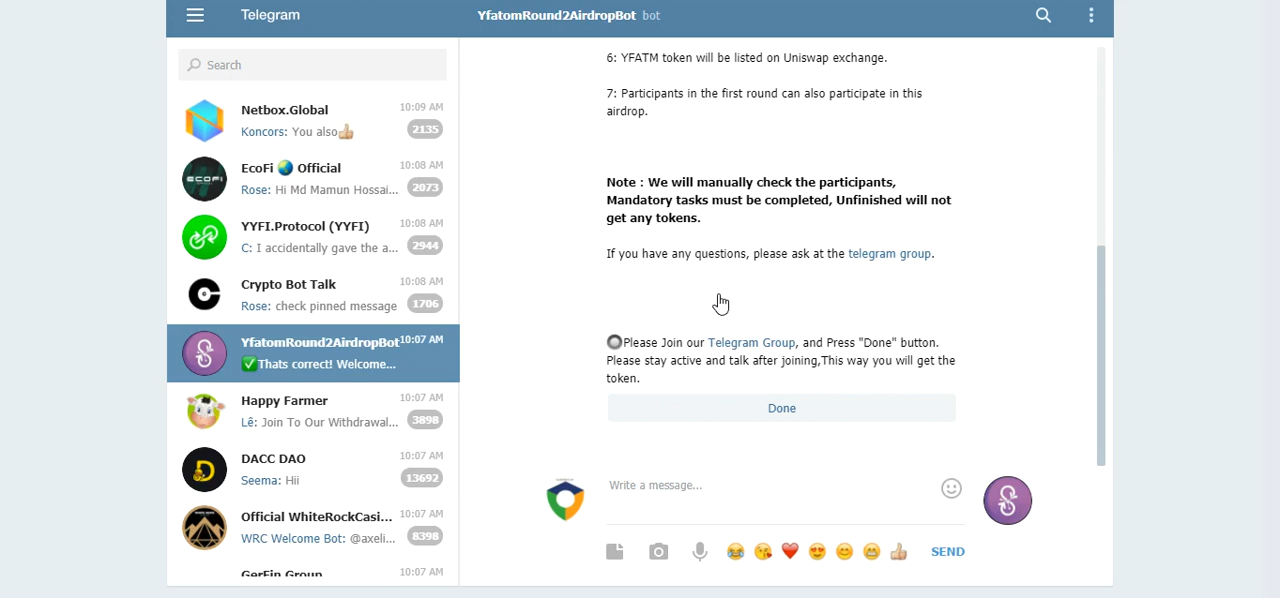 Telegram
YfatomRound2AirdropBot bot
Search
Netbox.Global 10:09 AM
Koncors: You also👍 2135
EcoFi 🌏 Official 10:08 AM
Rose: Hi Md Mamun Hossai... 2073
YYFI.Protocol (YYFI) 10:08 AM
C: I accidentally gave the a... 2944
Crypto Bot Talk 10:08 AM
Rose: check pinned message 1706
YfatomRound2AirdropBot 10:07 AM
✅Thats correct! Welcome...
Happy Farmer 10:07 AM
Lê: Join To Our Withdrawal... 3898
DACC DAO 10:07 AM
Seema: Hii 13692
Official WhiteRockCasi... 10:07 AM
WRC Welcome Bot: @axeli... 8398
GerFin Group 10:07 AM
ECOFI
6: YFATM token will be listed on Uniswap exchange.
7: Participants in the first round can also participate in this
airdrop.
Note : We will manually check the participants,
Mandatory tasks must be completed, Unfinished will not
get any tokens.
If you have any questions, please ask at the telegram group.
🔘Please Join our Telegram Group, and Press "Done" button.
Please stay active and talk after joining,This way you will get the
token.
Done
Write a message...
SEND